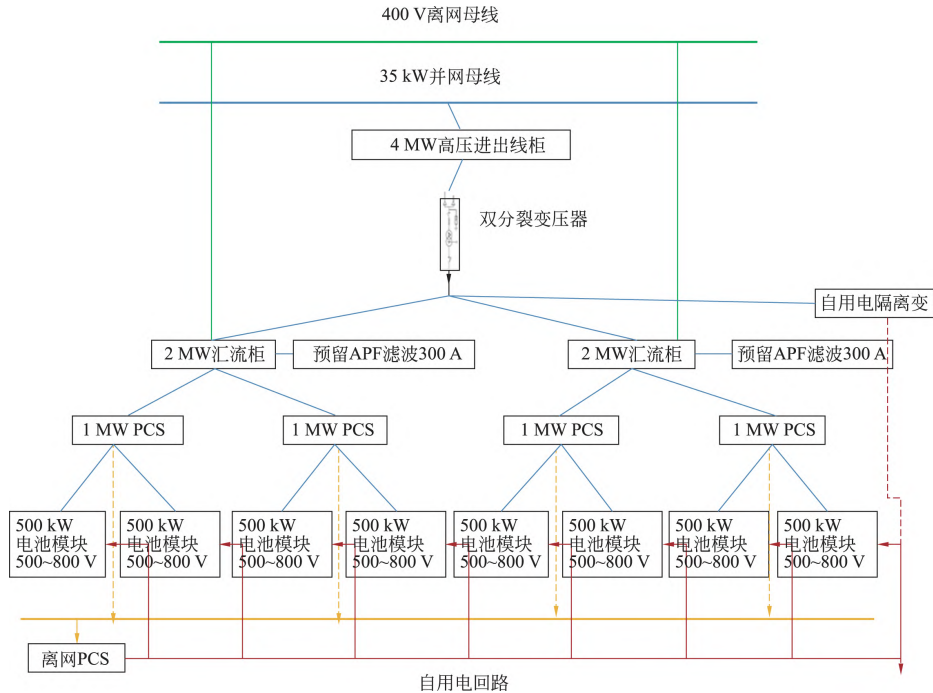 400 V离网母线
35 kW并网母线
4 MW高压进出线柜
双分裂变压器
自用电隔离变
2 MW汇流柜
预留APF滤波300 A
2 MW汇流柜
预留APF滤波300 A
1 MW PCS
1 MW PCS
1 MW PCS
1 MW PCS
500 kW
电池模块
500~800 V
500 kW
电池模块
500~800 V
500 kW
电池模块
500~800 V
500 kW
电池模块
500~800 V
500 kW
电池模块
500~800 V
500 kW
电池模块
500~800 V
500 kW
电池模块
500~800 V
500 kW
电池模块
500~800 V
离网PCS
自用电回路